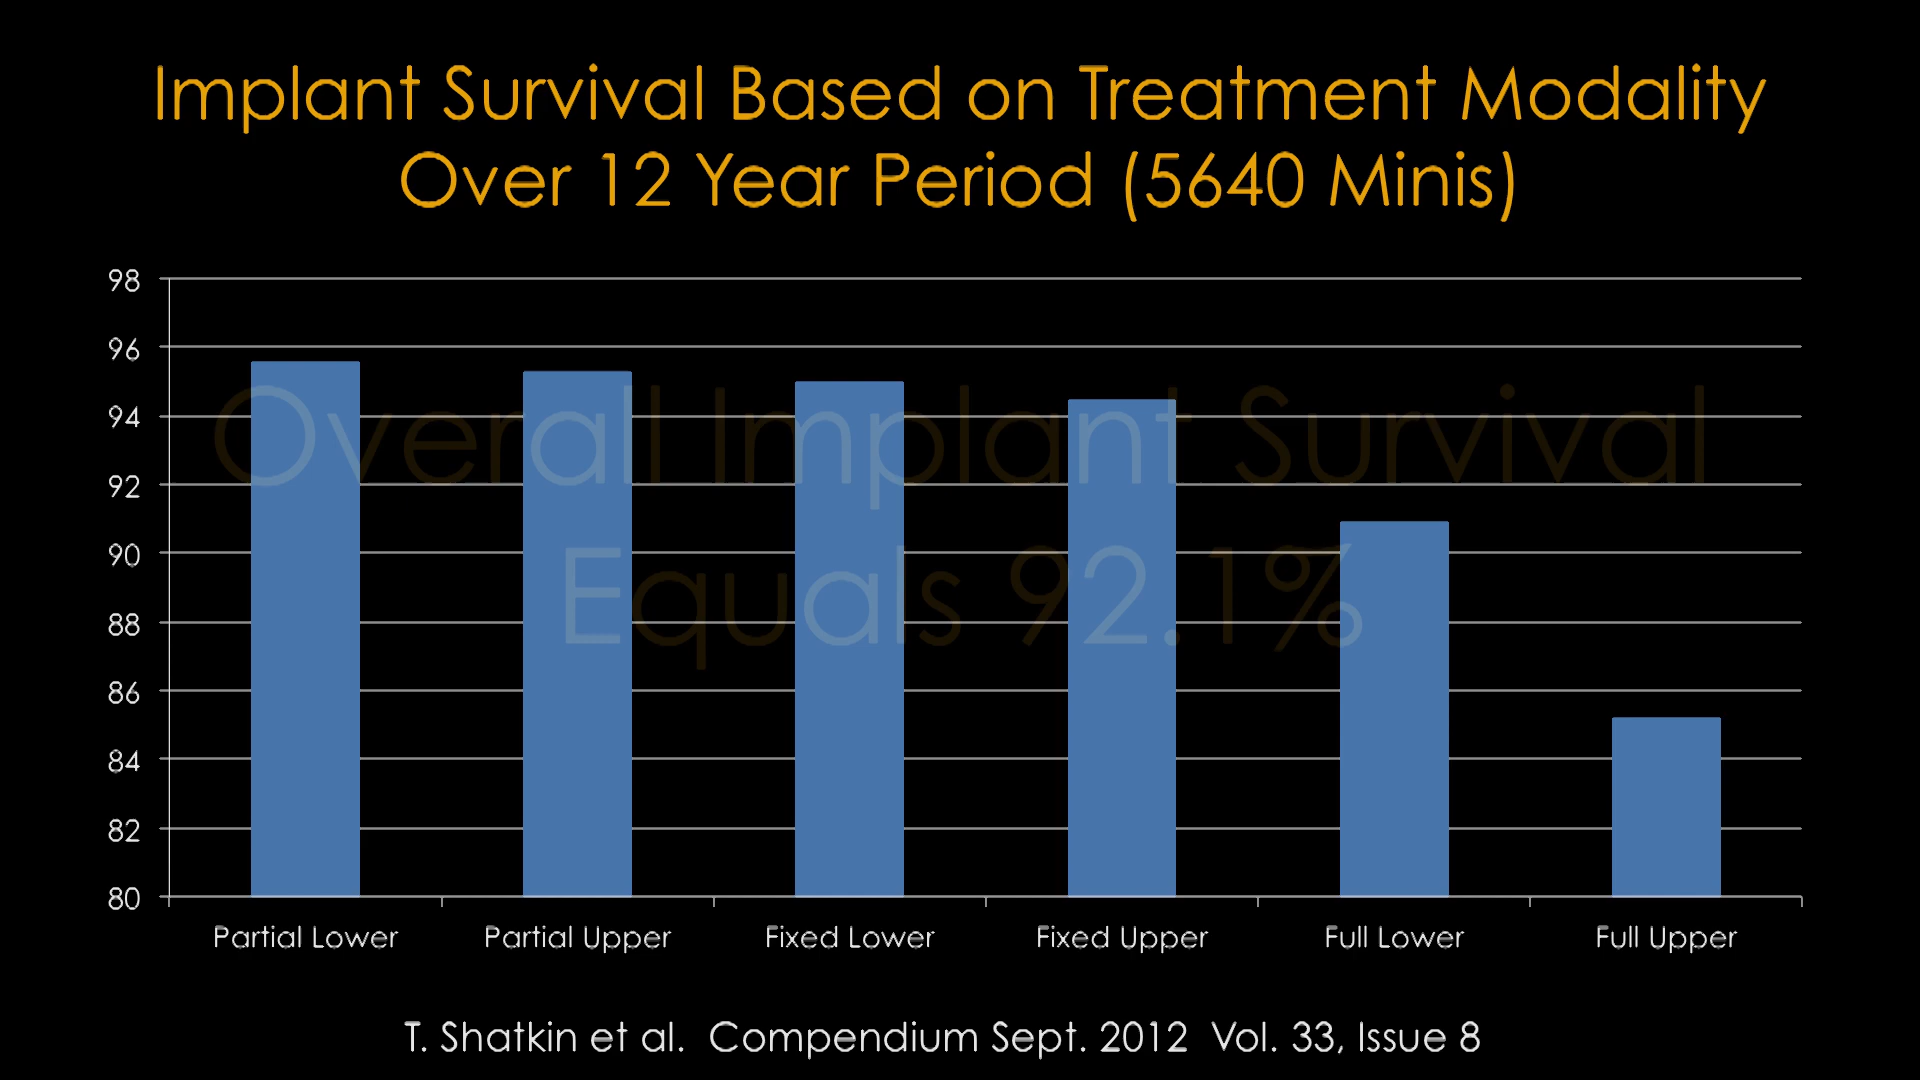 Implant Survival Based on Treatment Modality
Over 12 Year Period (5640 Minis)
98
96
94
92
90
88
86
84
82
80
Overall Implant Survival
Equals 92.1%
Partial Lower Partial Upper Fixed Lower Fixed Upper Full Lower Full Upper
T. Shatkin et al. Compendium Sept. 2012 Vol. 33, Issue 8